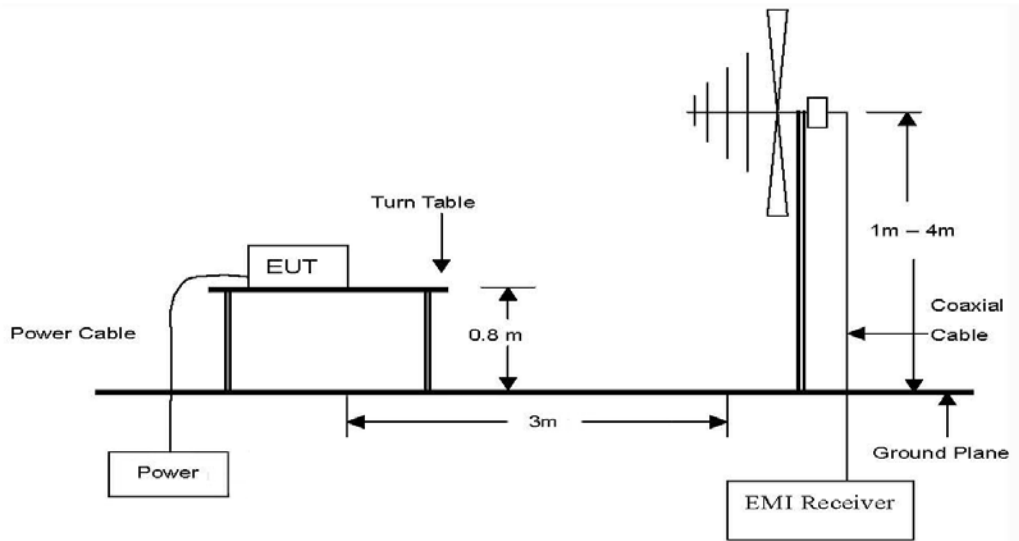 Turn Table
EUT
1m – 4m
Coaxial
Cable
Power Cable
0.8 m
3m
Ground Plane
Power
EMI Receiver